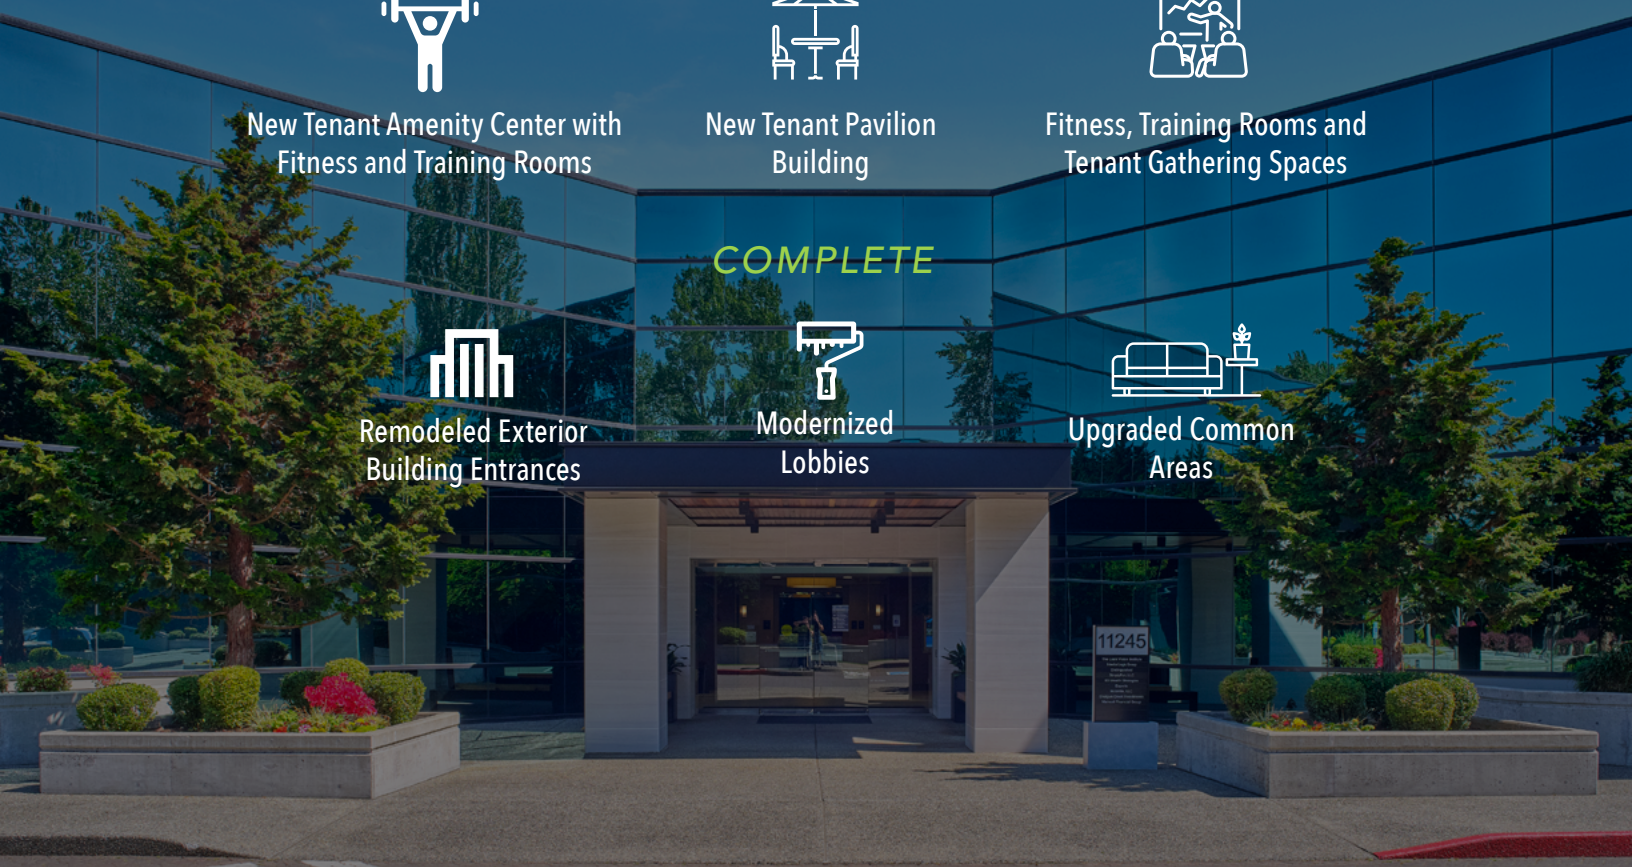 New Tenant Amenity Center with
Fitness and Training Rooms
New Tenant Pavilion
Building
Fitness, Training Rooms and
Tenant Gathering Spaces
COMPLETE
Remodeled Exterior
Building Entrances
Modernized
Lobbies
Upgraded Common
Areas
11245